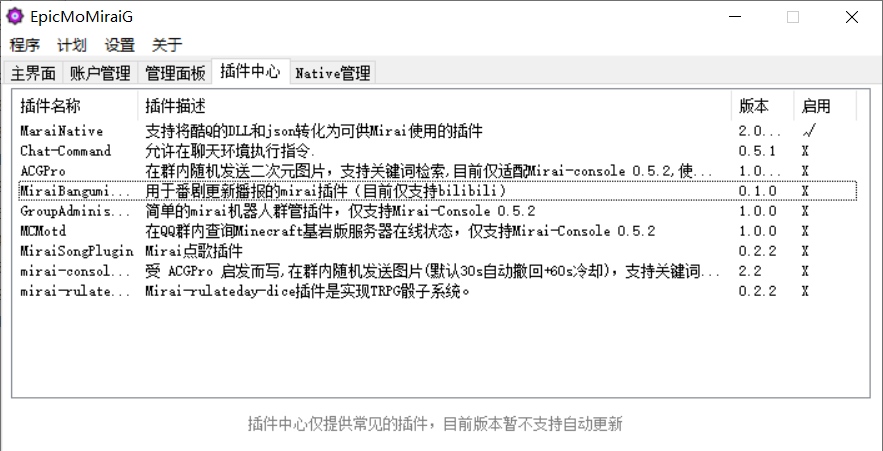 EpicMoMiraiG
程序 计划 设置 关于
主界面 账户管理 管理面板 插件中心 Native管理
插件名称 插件描述 版本 启用
MaraiNative 支持将酷Q的DLL和json转化为可供Mirai使用的插件 2.0... √
Chat-Command 允许在聊天环境执行指令. 0.5.1 X
ACGPro 在群内随机发送二次元图片，支持关键词检索,目前仅适配Mirai-console 0.5.2,使... 1.0... X
MiraiBangumi... 用于番剧更新播报的mirai插件（目前仅支持bilibili） 0.1.0 X
GroupAdminis... 简单的mirai机器人群管插件，仅支持Mirai-Console 0.5.2 1.0.0 X
MCMotd 在QQ群内查询Minecraft基岩版服务器在线状态，仅支持Mirai-Console 0.5.2 1.0.0 X
MiraiSongPlugin Mirai点歌插件 0.2.2 X
mirai-consol... 受 ACGPro 启发而写,在群内随机发送图片(默认30s自动撤回+60s冷却)，支持关键词... 2.2 X
mirai-rulate... Mirai-rulateday-dice插件是实现TRPG骰子系统。 0.2.2 X
插件中心仅提供常见的插件，目前版本暂不支持自动更新